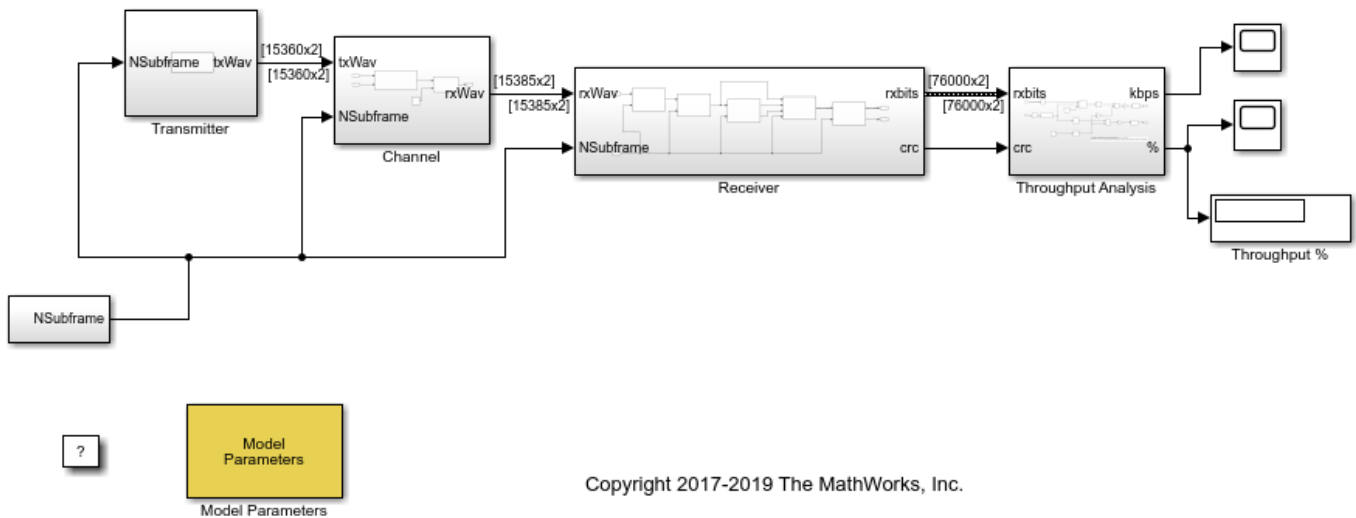 NSubframe
txWav
Transmitter
[15360x2]
[15360x2]
txWav
rxWav
NSubframe
Channel
[15385x2]
[15385x2]
rxWav
rxbits
NSubframe
crc
Receiver
[76000x2]
[76000x2]
rxbits
kbps
crc
%
Throughput Analysis
Throughput %
NSubframe
?
Model
Parameters
Model Parameters
Copyright 2017-2019 The MathWorks, Inc.